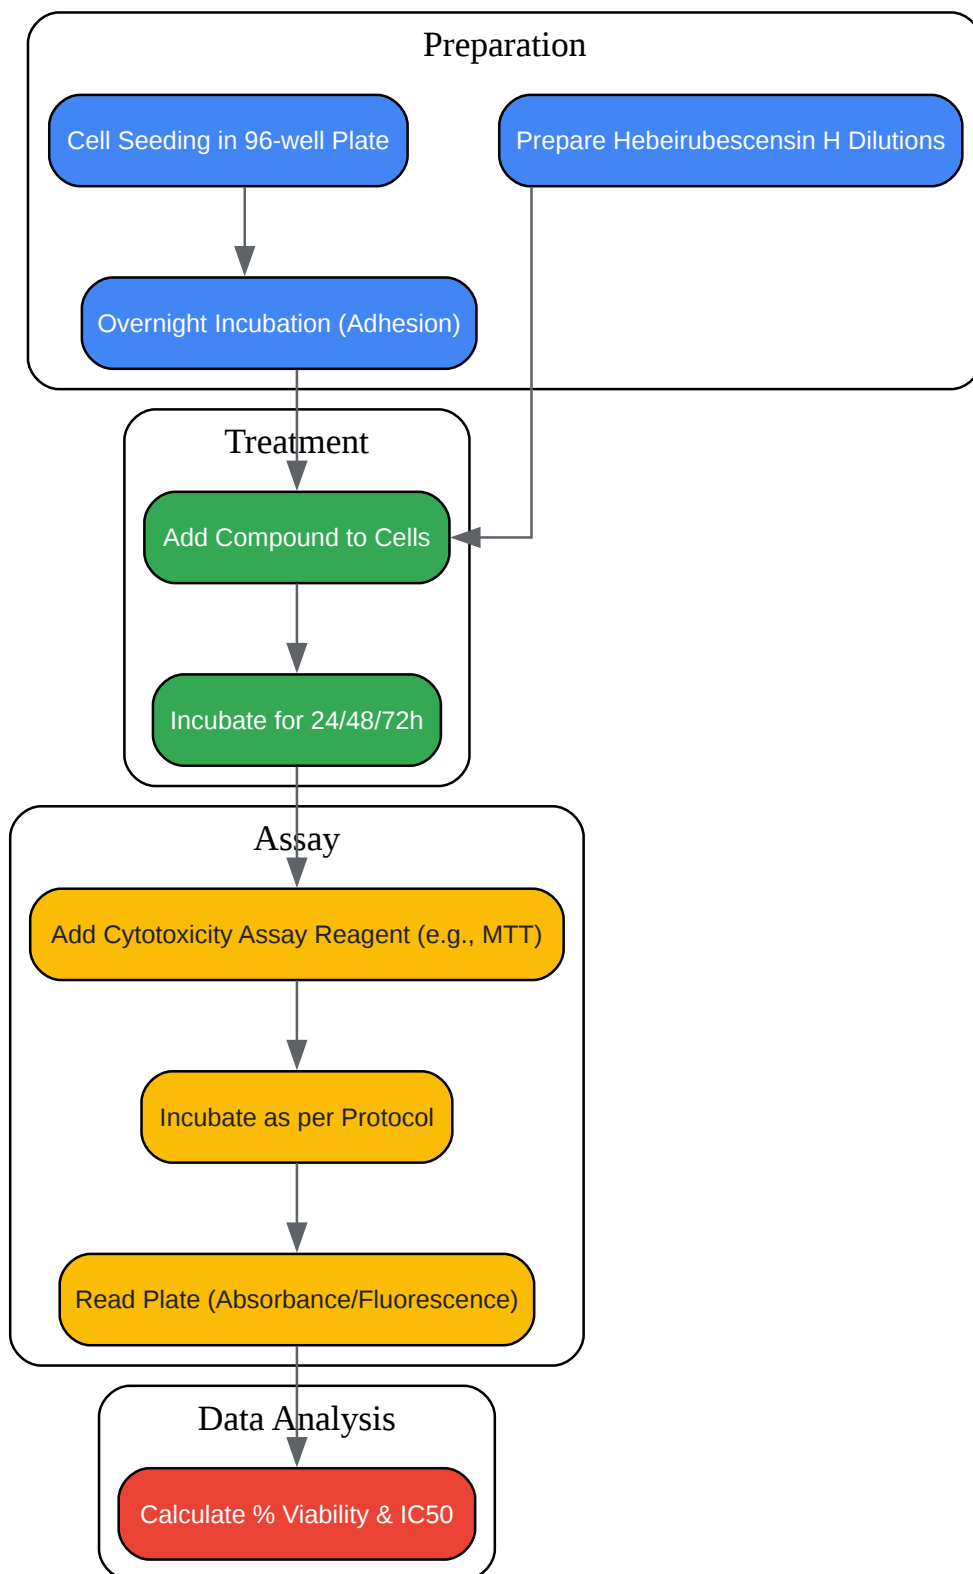 Preparation
Cell Seeding in 96-well Plate
Prepare Hebeirubescensin H Dilutions
Overnight Incubation (Adhesion)
Treatment
Add Compound to Cells
Incubate for 24/48/72h
Assay
Add Cytotoxicity Assay Reagent (e.g., MTT)
Incubate as per Protocol
Read Plate (Absorbance/Fluorescence)
Data Analysis
Calculate % Viability & IC50